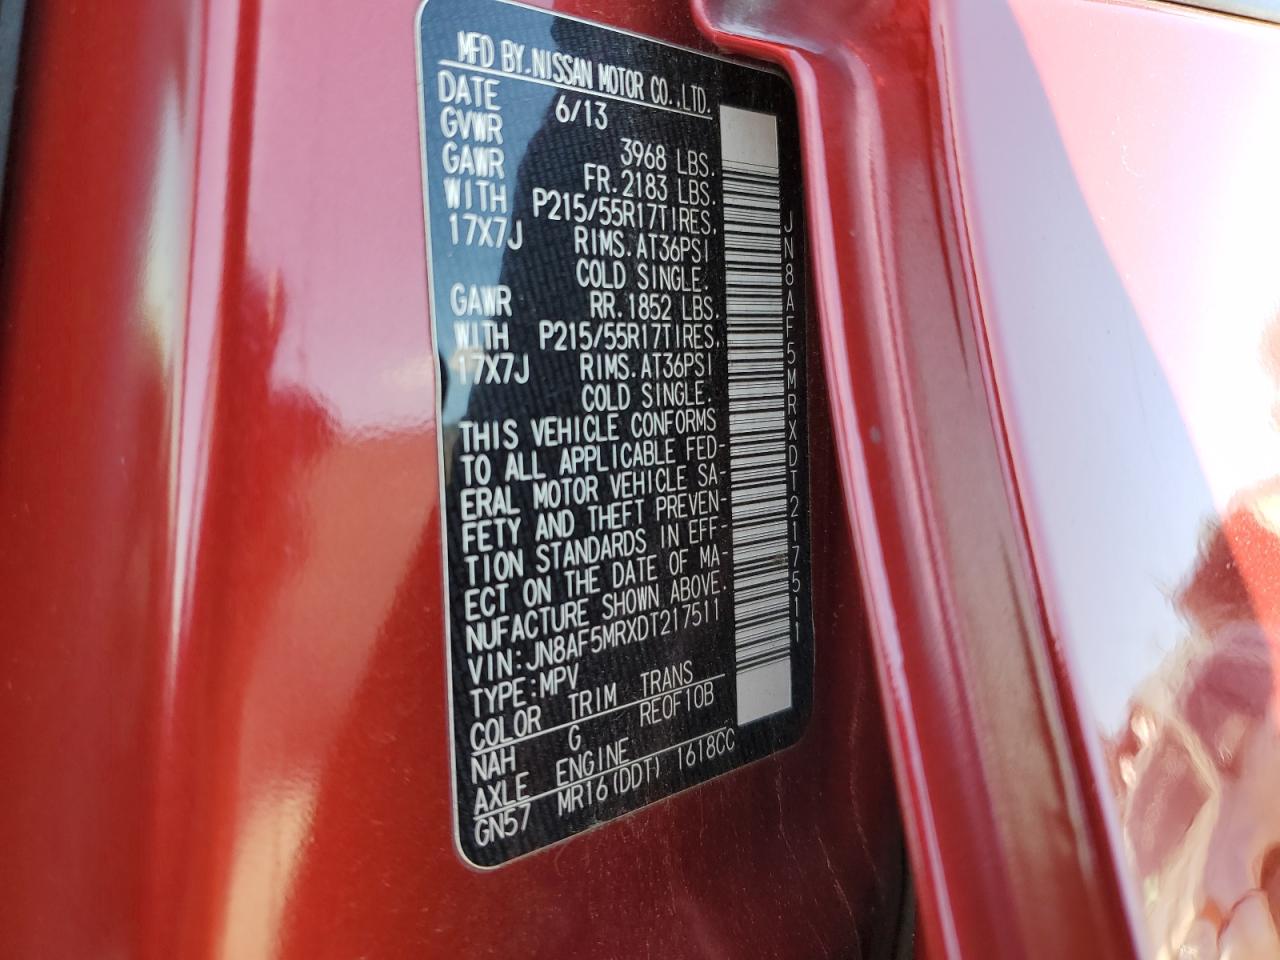 MFD BY.NISSAN MOTOR CO.,LTD.
DATE 6/13
GVWR 3968 LBS.
GAWR FR.2183 LBS.
WITH P215/55R17TIRES,
17X7J RIMS.AT36PSI
COLD SINGLE.
GAWR RR.1852 LBS.
WITH P215/55R17TIRES,
17X7J RIMS.AT36PSI
COLD SINGLE.
THIS VEHICLE CONFORMS
TO ALL APPLICABLE FED-
ERAL MOTOR VEHICLE SA-
FETY AND THEFT PREVEN-
TION STANDARDS IN EFF-
ECT ON THE DATE OF MA-
NUFACTURE SHOWN ABOVE.
VIN:JN8AF5MRXDT217511
TYPE:MPV
COLOR TRIM TRANS
NAH G RE0F10B
AXLE ENGINE
GN57 MR16(DDT) 1618CC
JN8AF5MRXDT217511